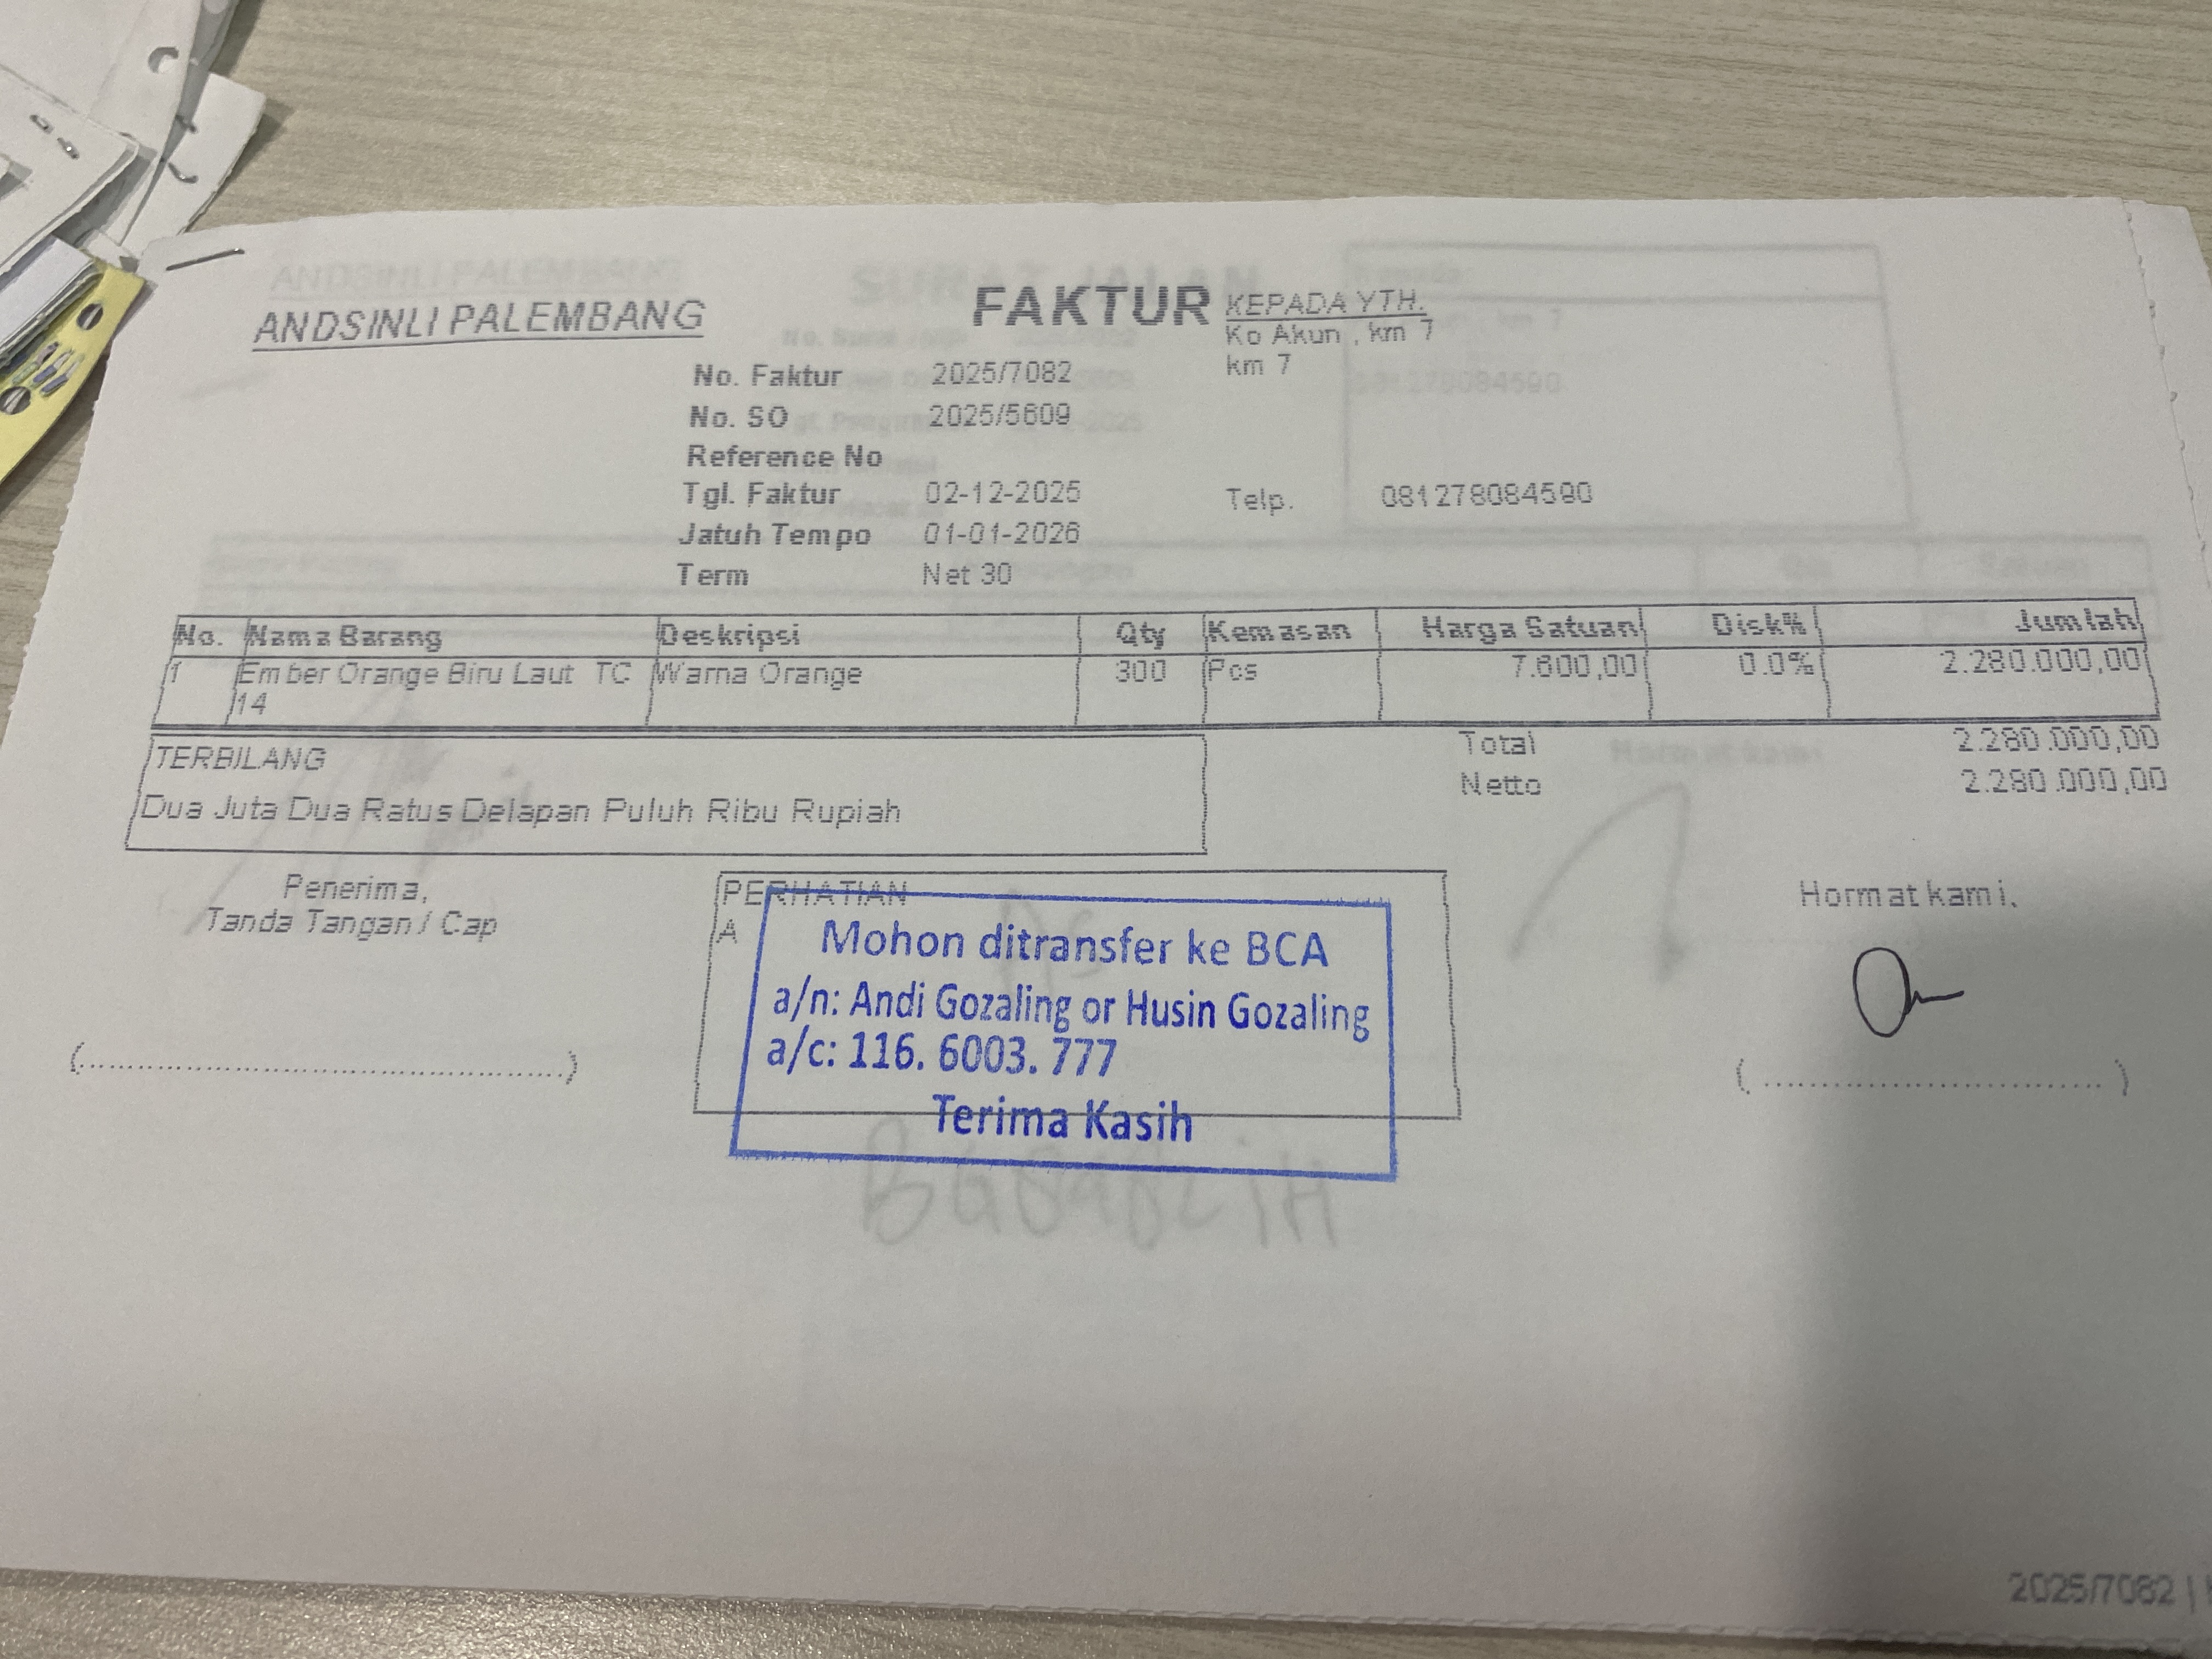 ANDSINLI PALEMBANG
FAKTUR
KEPADA YTH.
Ko Akun , km 7
km 7
No. Faktur 2025/7082
No. SO 2025/5609
Reference No
Tgl. Faktur 02-12-2025
Telp. 081278084590
Jatuh Tempo 01-01-2026
Term Net 30
No. Nama Barang Deskripsi Qty Kemasan Harga Satuan Disk% Jumlah
1 Ember Orange Biru Laut TC Warna Orange 300 Pcs 7.600,00 0.0% 2.280.000,00
14
Total 2.280.000,00
Netto 2.280.000,00
TERBILANG
Dua Juta Dua Ratus Delapan Puluh Ribu Rupiah
Penerima,
Tanda Tangan / Cap
PERHATIAN
A
Mohon ditransfer ke BCA
a/n: Andi Gozaling or Husin Gozaling
a/c: 116. 6003. 777
Terima Kasih
Hormat kami.
(..................................................)
(..............................)
2025/7082 |